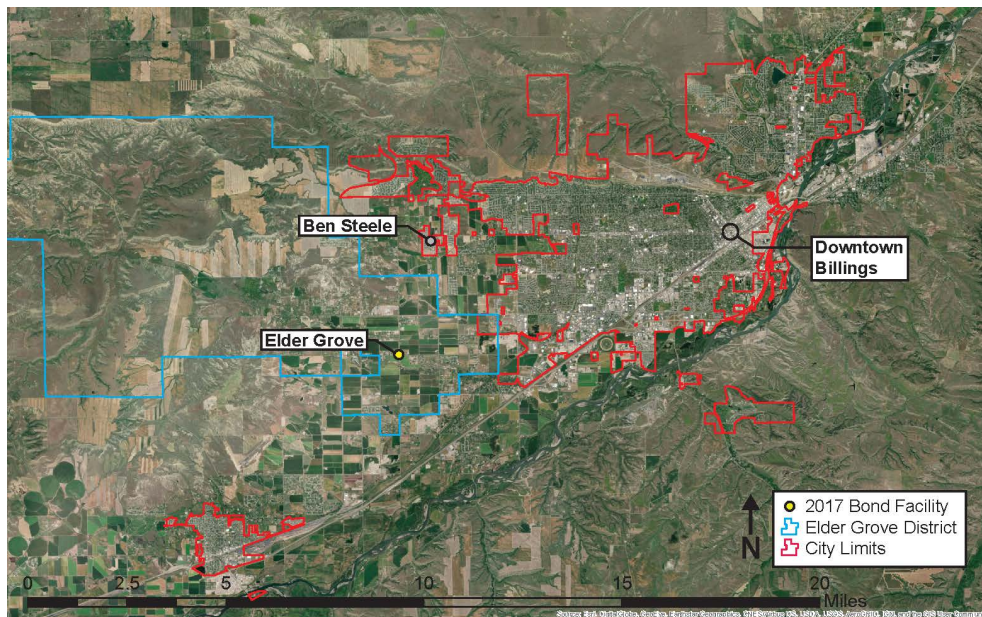 Ben Steele
Downtown
Billings
Elder Grove
2017 Bond Facility
Elder Grove District
City Limits
N
0 2.5 5 10 15 20
Miles